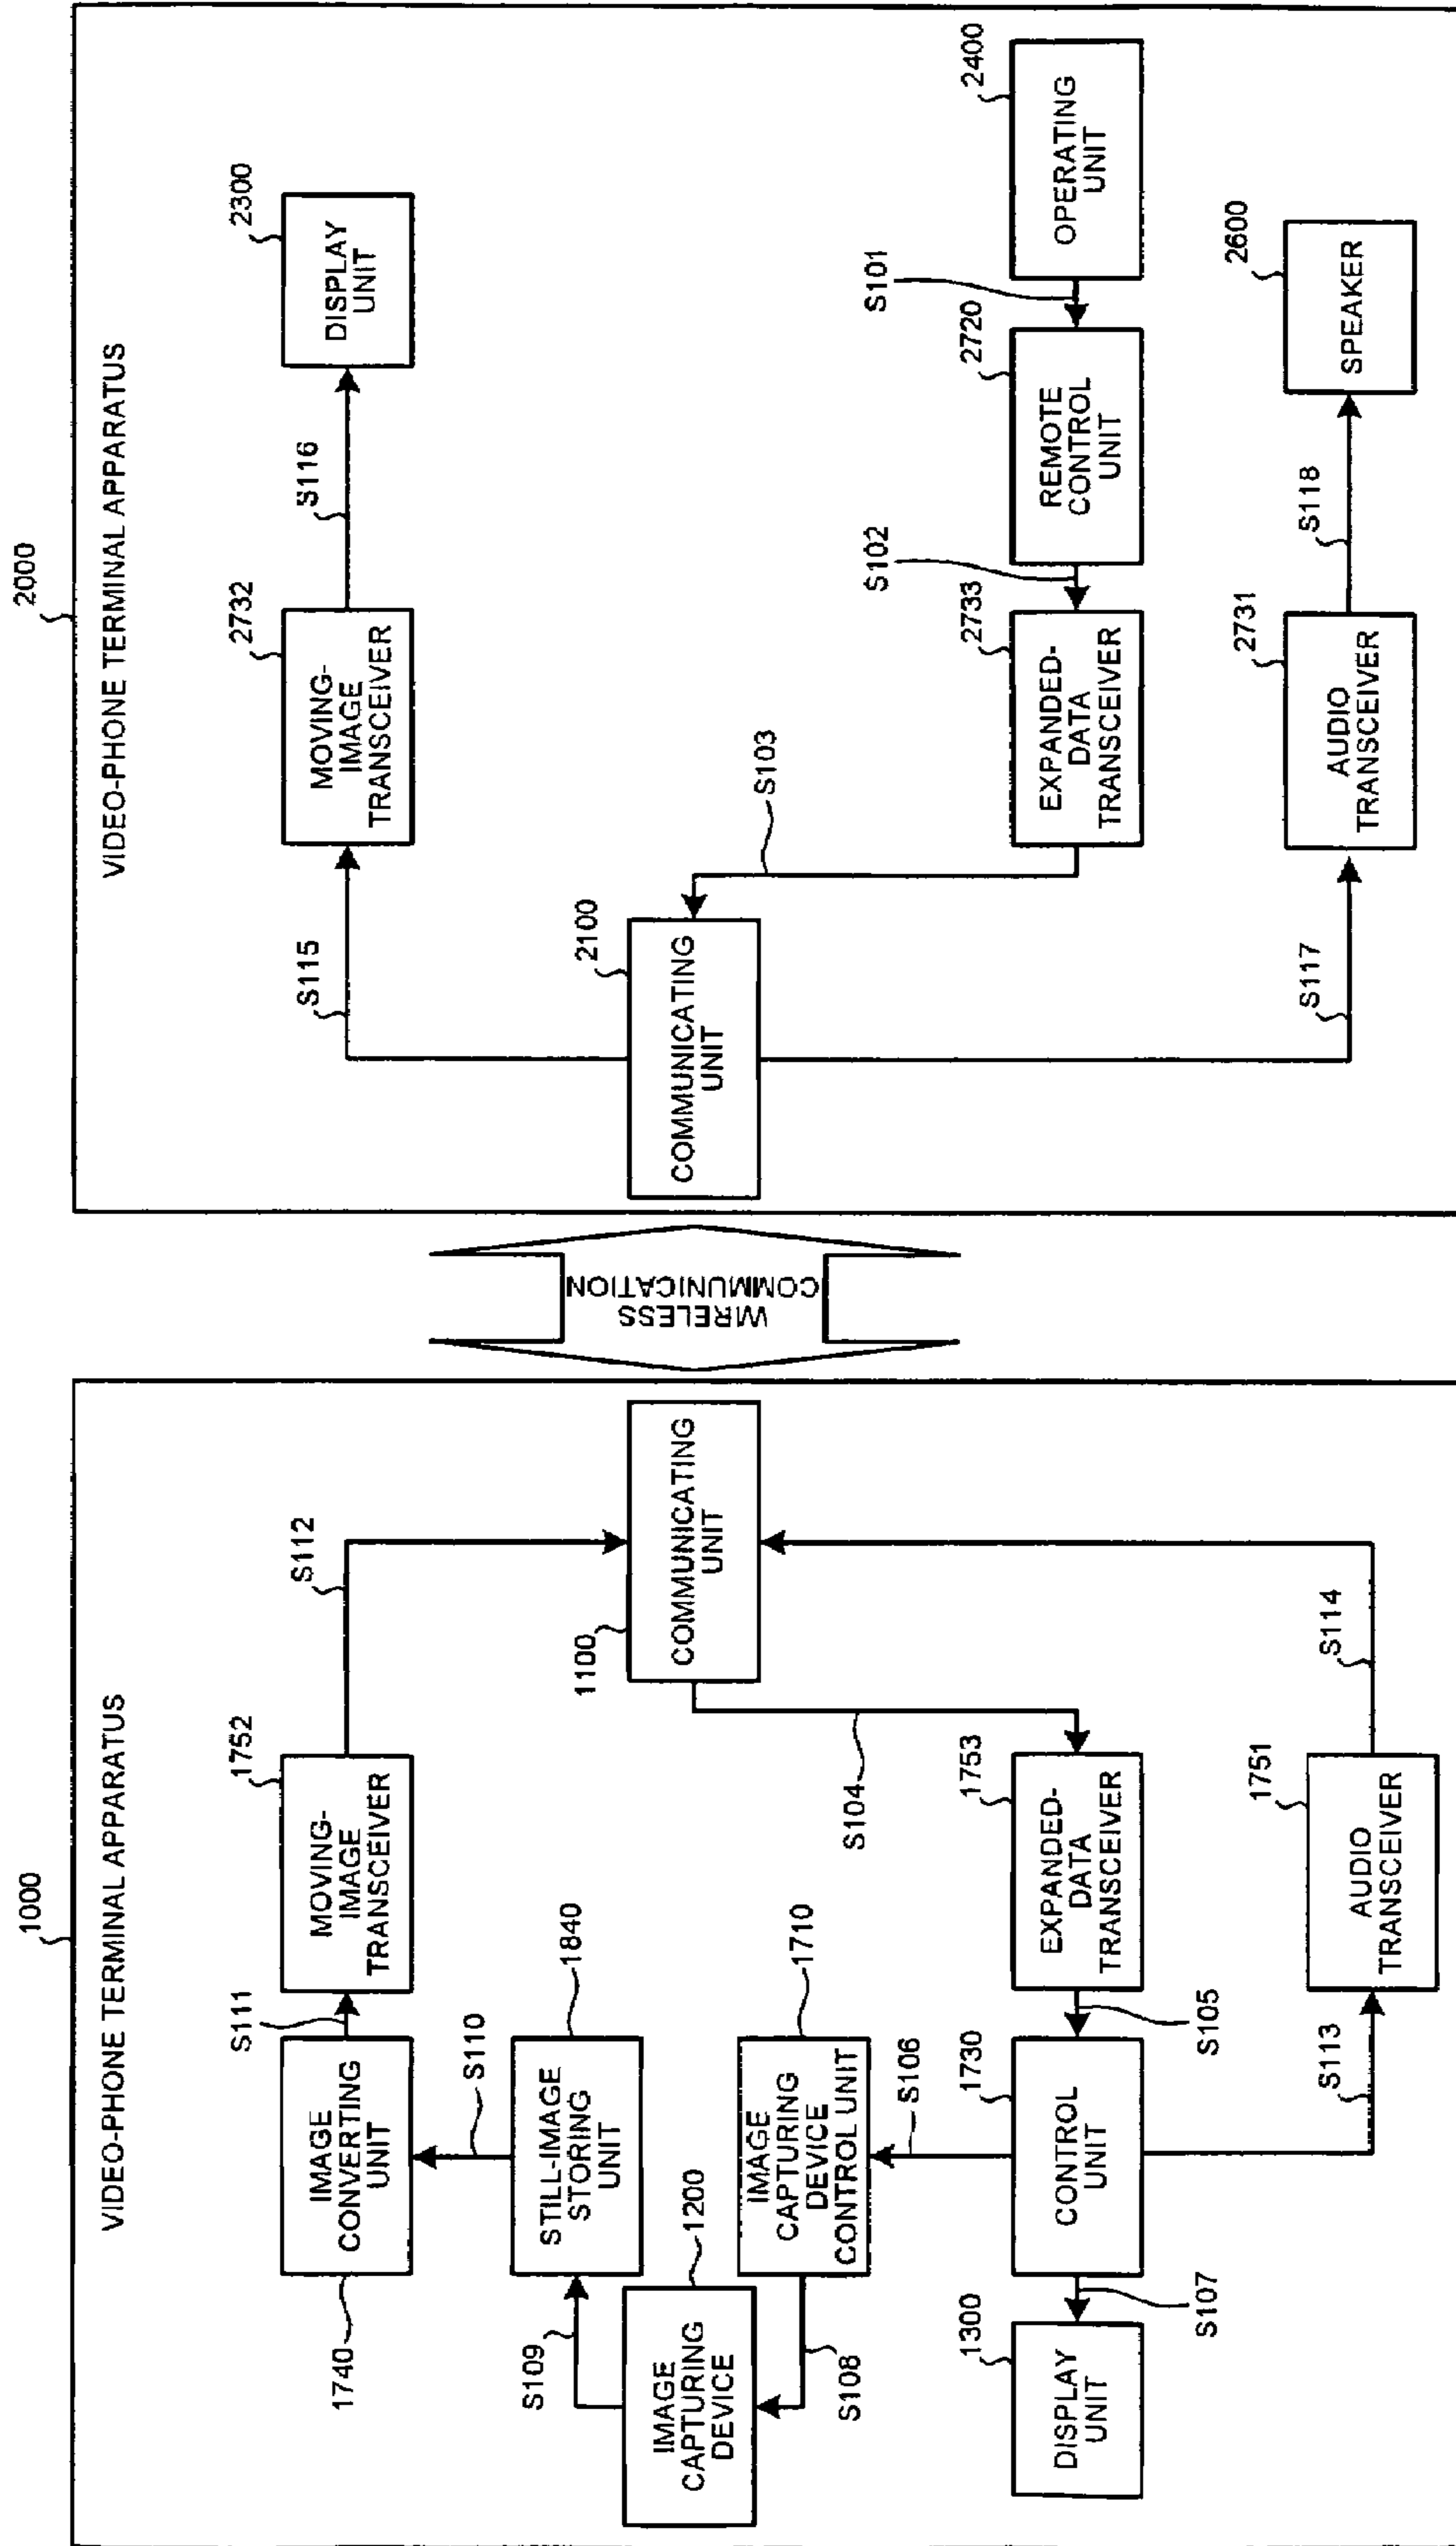 1000
VIDEO-PHONE TERMINAL APPARATUS
IMAGE
CONVERTING
UNIT
1740
S111
MOVING-
IMAGE
TRANSCEIVER
1752
S112
S110
STILL-IMAGE
STORING
UNIT
1840
S109
IMAGE
CAPTURING
DEVICE
1200
S108
IMAGE
CAPTURING
DEVICE
CONTROL UNIT
1710
S106
COMMUNICATING
UNIT
1100
S104
DISPLAY
UNIT
1300
S107
CONTROL
UNIT
1730
S105
EXPANDED-
DATA
TRANSCEIVER
1753
S113
AUDIO
TRANSCEIVER
1751
S114
WIRELESS
COMMUNICATION
2000
VIDEO-PHONE TERMINAL APPARATUS
S115
MOVING-
IMAGE
TRANSCEIVER
2732
S116
DISPLAY
UNIT
2300
COMMUNICATING
UNIT
2100
S103
EXPANDED-
DATA
TRANSCEIVER
2733
S102
REMOTE
CONTROL
UNIT
2720
S101
OPERATING
UNIT
2400
S117
AUDIO
TRANSCEIVER
2731
S118
SPEAKER
2600